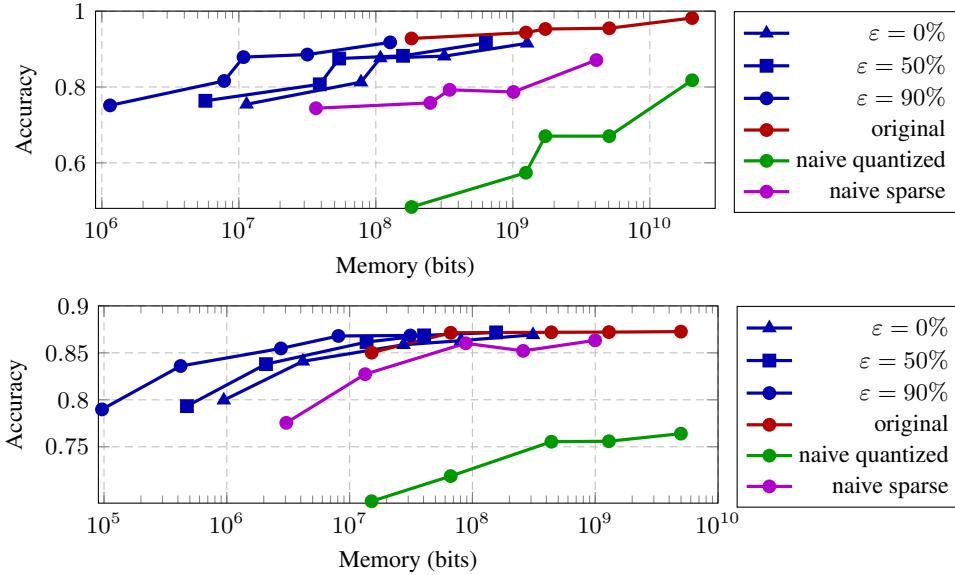 1
0.8
0.6
Accuracy
10^6
10^7
10^8
10^9
10^10
Memory (bits)
ε = 0%
ε = 50%
ε = 90%
original
naive quantized
naive sparse
0.9
0.85
0.8
0.75
Accuracy
10^5
10^6
10^7
10^8
10^9
10^10
Memory (bits)
ε = 0%
ε = 50%
ε = 90%
original
naive quantized
naive sparse